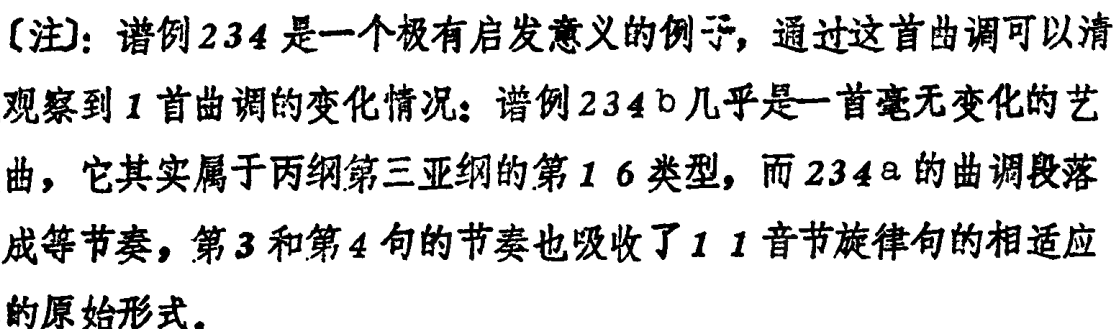 〔注〕：谱例234是一个极有启发意义的例子，通过这首曲调可以清
观察到1首曲调的变化情况：谱例234b几乎是一首毫无变化的艺
曲，它其实属于丙纲第三亚纲的第16类型，而234a的曲调段落
成等节奏，第3和第4句的节奏也吸收了11音节旋律句的相适应
的原始形式。